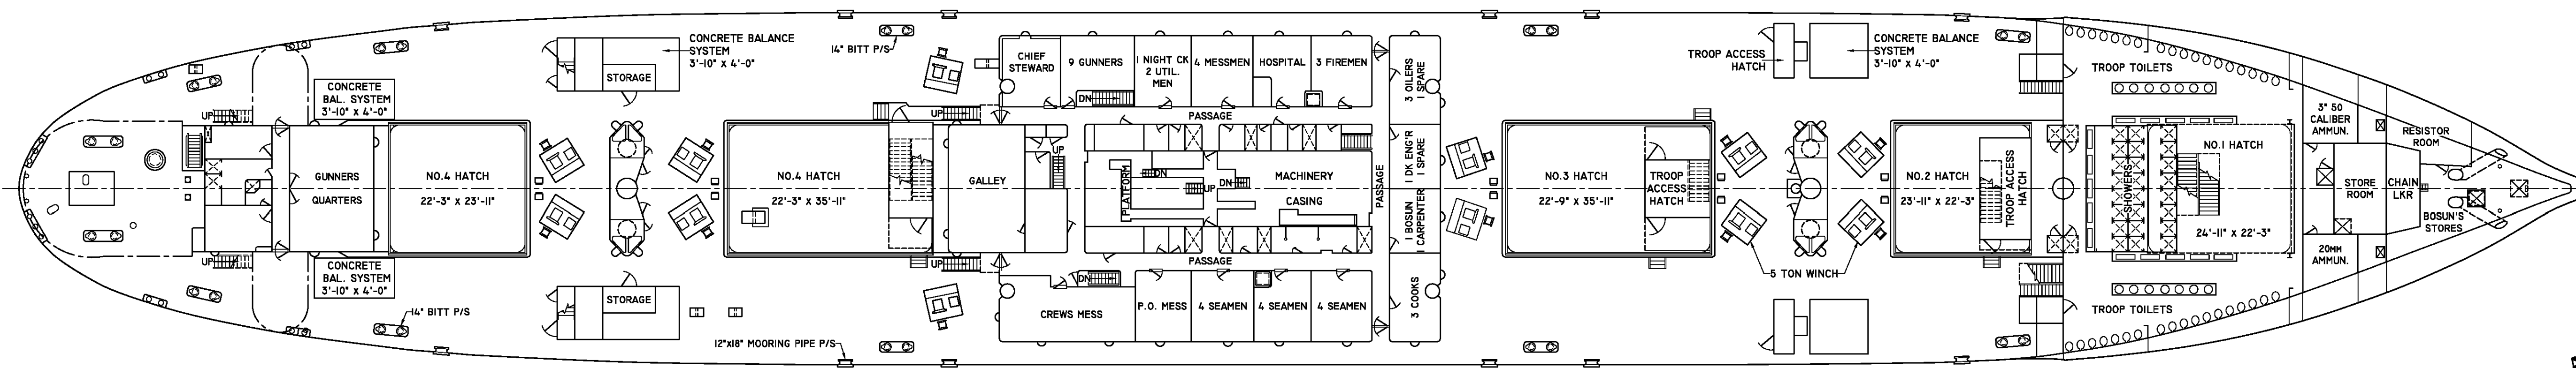 CONCRETE
BAL. SYSTEM
3'-10" X 4'-0"
UP
GUNNERS
QUARTERS
UP
CONCRETE
BAL. SYSTEM
3'-10" X 4'-0"
14" BITT P/S
NO.4 HATCH
22'-3" X 23'-11"
STORAGE
CONCRETE BALANCE
SYSTEM
3'-10" X 4'-0"
STORAGE
14" BITT P/S
NO.4 HATCH
22'-3" X 35'-11"
12"x18" MOORING PIPE P/S
UP
GALLEY
UP
UP
CHIEF
STEWARD
9 GUNNERS
1 NIGHT CK
2 UTIL.
MEN
4 MESSMEN
HOSPITAL
3 FIREMEN
DN
PASSAGE
PLATFORM
DN
UP
DN
MACHINERY
CASING
PASSAGE
PASSAGE
DN
CREWS MESS
P.O. MESS
4 SEAMEN
4 SEAMEN
4 SEAMEN
3 OILERS
1 SPARE
1 DK ENG'R
1 SPARE
1 BOSUN
1 CARPENTER
3 COOKS
NO.3 HATCH
22'-9" X 35'-11"
TROOP
ACCESS
HATCH
TROOP ACCESS
HATCH
CONCRETE BALANCE
SYSTEM
3'-10" X 4'-0"
5 TON WINCH
NO.2 HATCH
23'-11" X 22'-3"
TROOP ACCESS
HATCH
TROOP TOILETS
SHOWERS
NO.1 HATCH
24'-11" X 22'-3"
TROOP TOILETS
3" 50
CALIBER
AMMUN.
STORE
ROOM
20MM
AMMUN.
CHAIN
LKR
RESISTOR
ROOM
BOSUN'S
STORES